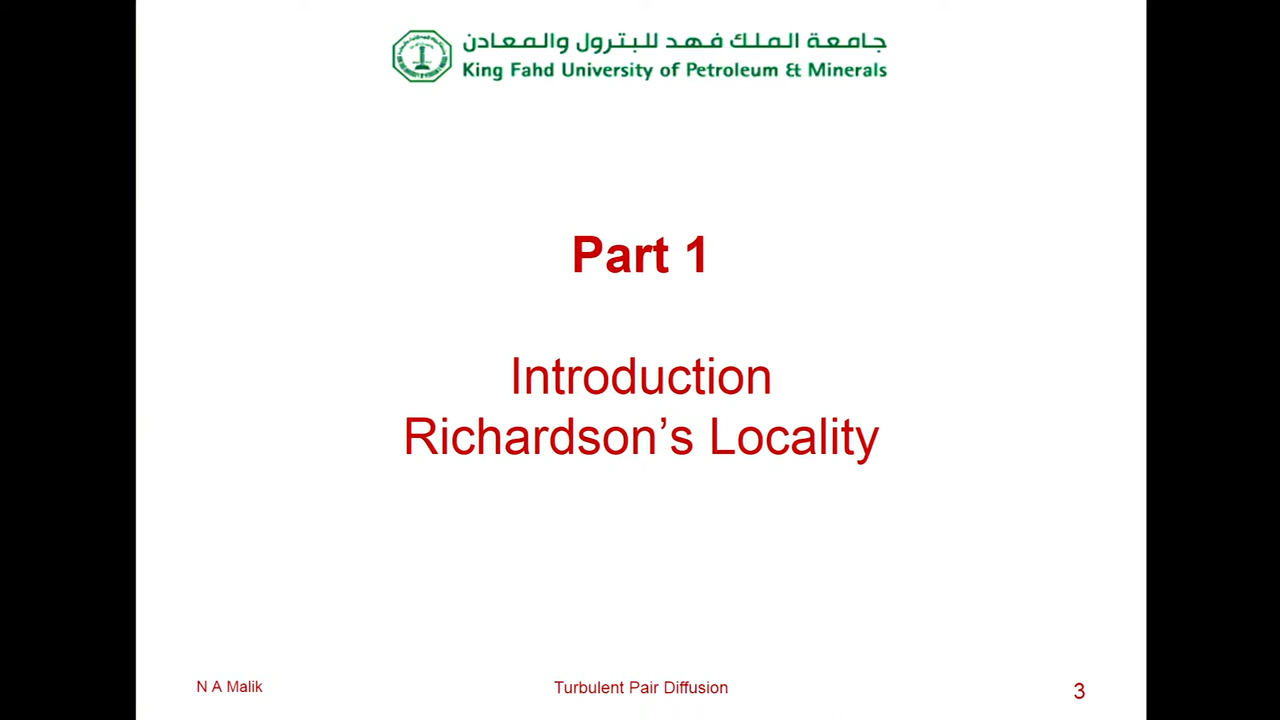 جامعة الملك فهد للبترول والمعادن
King Fahd University of Petroleum & Minerals
Part 1
Introduction
Richardson’s Locality
N A Malik
Turbulent Pair Diffusion
3